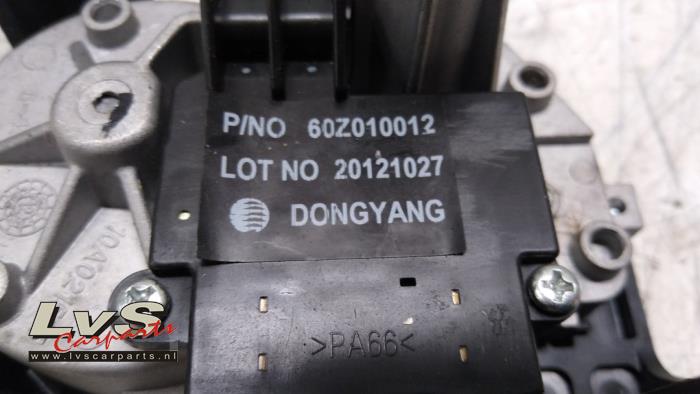 P/NO 60Z010012
LOT NO 20121027
DONGYANG
>PA66<
LvS
Carparts
www.lvscarparts.nl